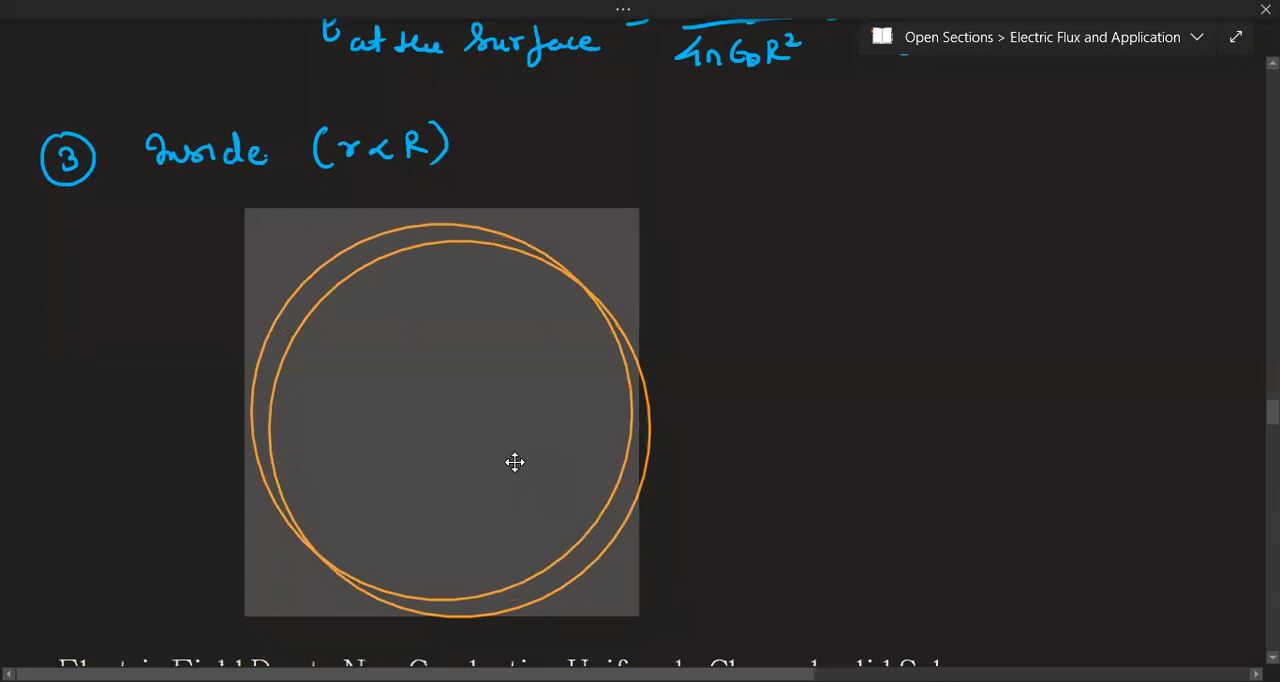 at the Surface = 4πε₀R²
Open Sections > Electric Flux and Application
③ Inside (r<R)